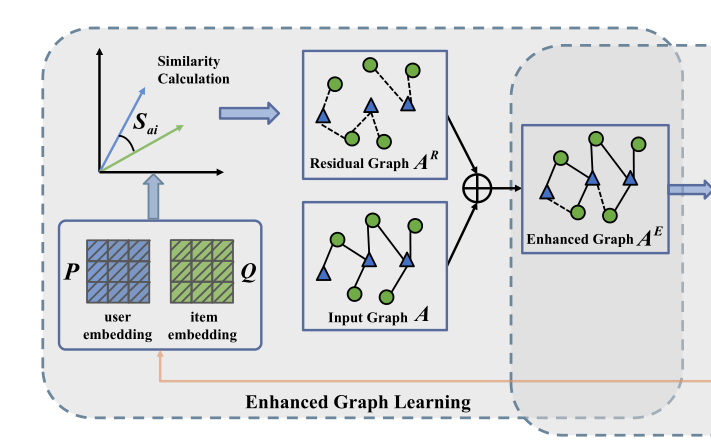 Similarity
Calculation
S_ai
P
Q
user
embedding
item
embedding
Residual Graph A^R
Input Graph A
Enhanced Graph A^E
Enhanced Graph Learning